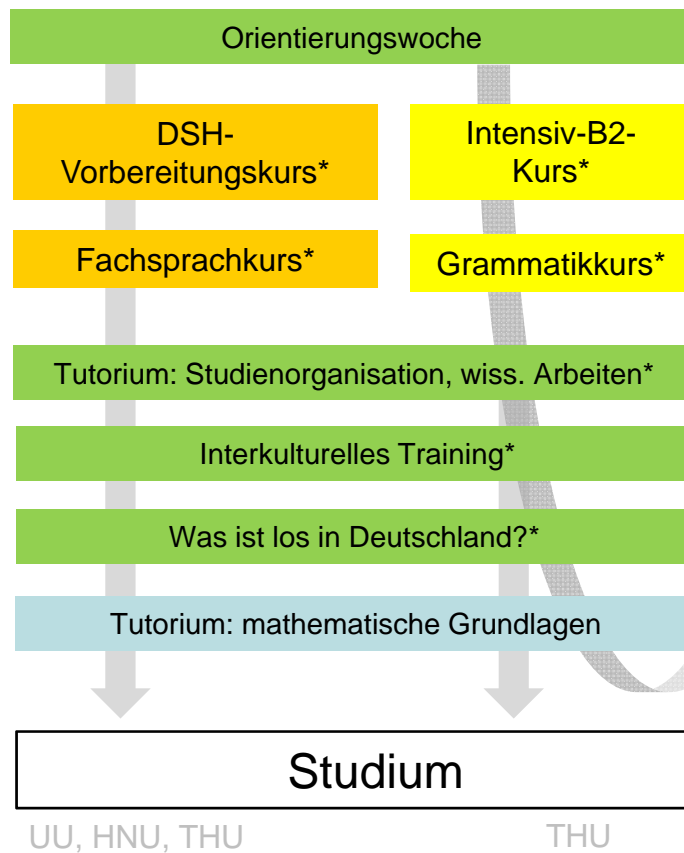 Orientierungswoche
DSH-
Vorbereitungskurs*
Intensiv-B2-
Kurs*
Fachsprachkurs*
Grammatikkurs*
Tutorium: Studienorganisation, wiss. Arbeiten*
Interkulturelles Training*
Was ist los in Deutschland?*
Tutorium: mathematische Grundlagen
Studium
UU, HNU, THU
THU